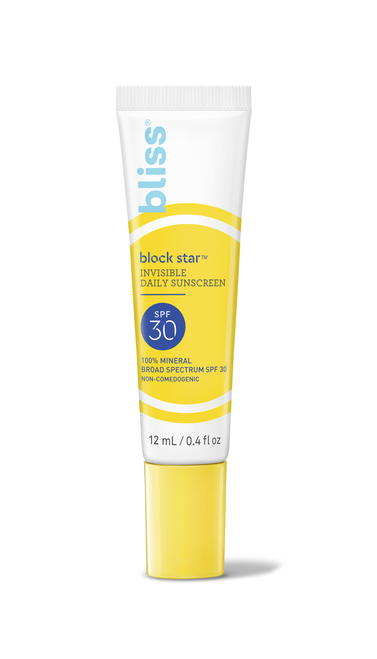 bliss®
block star™
INVISIBLE
DAILY SUNSCREEN
SPF
30
100% MINERAL
BROAD SPECTRUM SPF 30
NON-COMEDOGENIC
12 mL / 0.4 fl oz